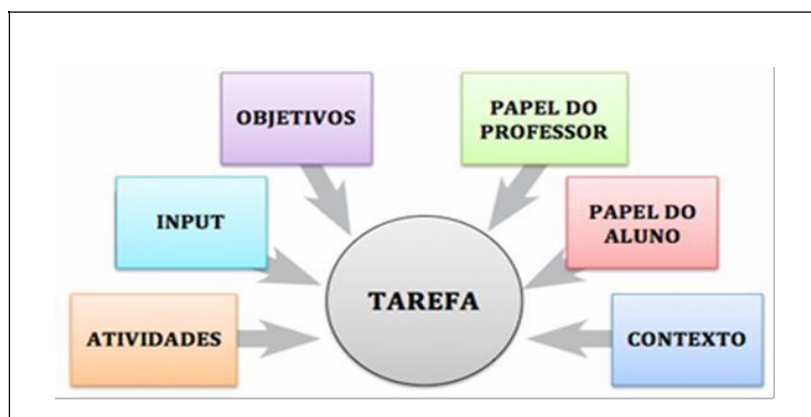 OBJETIVOS
PAPEL DO
PROFESSOR
INPUT
PAPEL DO
ALUNO
TAREFA
ATIVIDADES
CONTEXTO